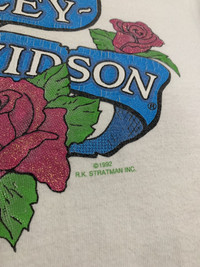 LEY-
VIDSON
®
©1992
R.K. STRATMAN INC.